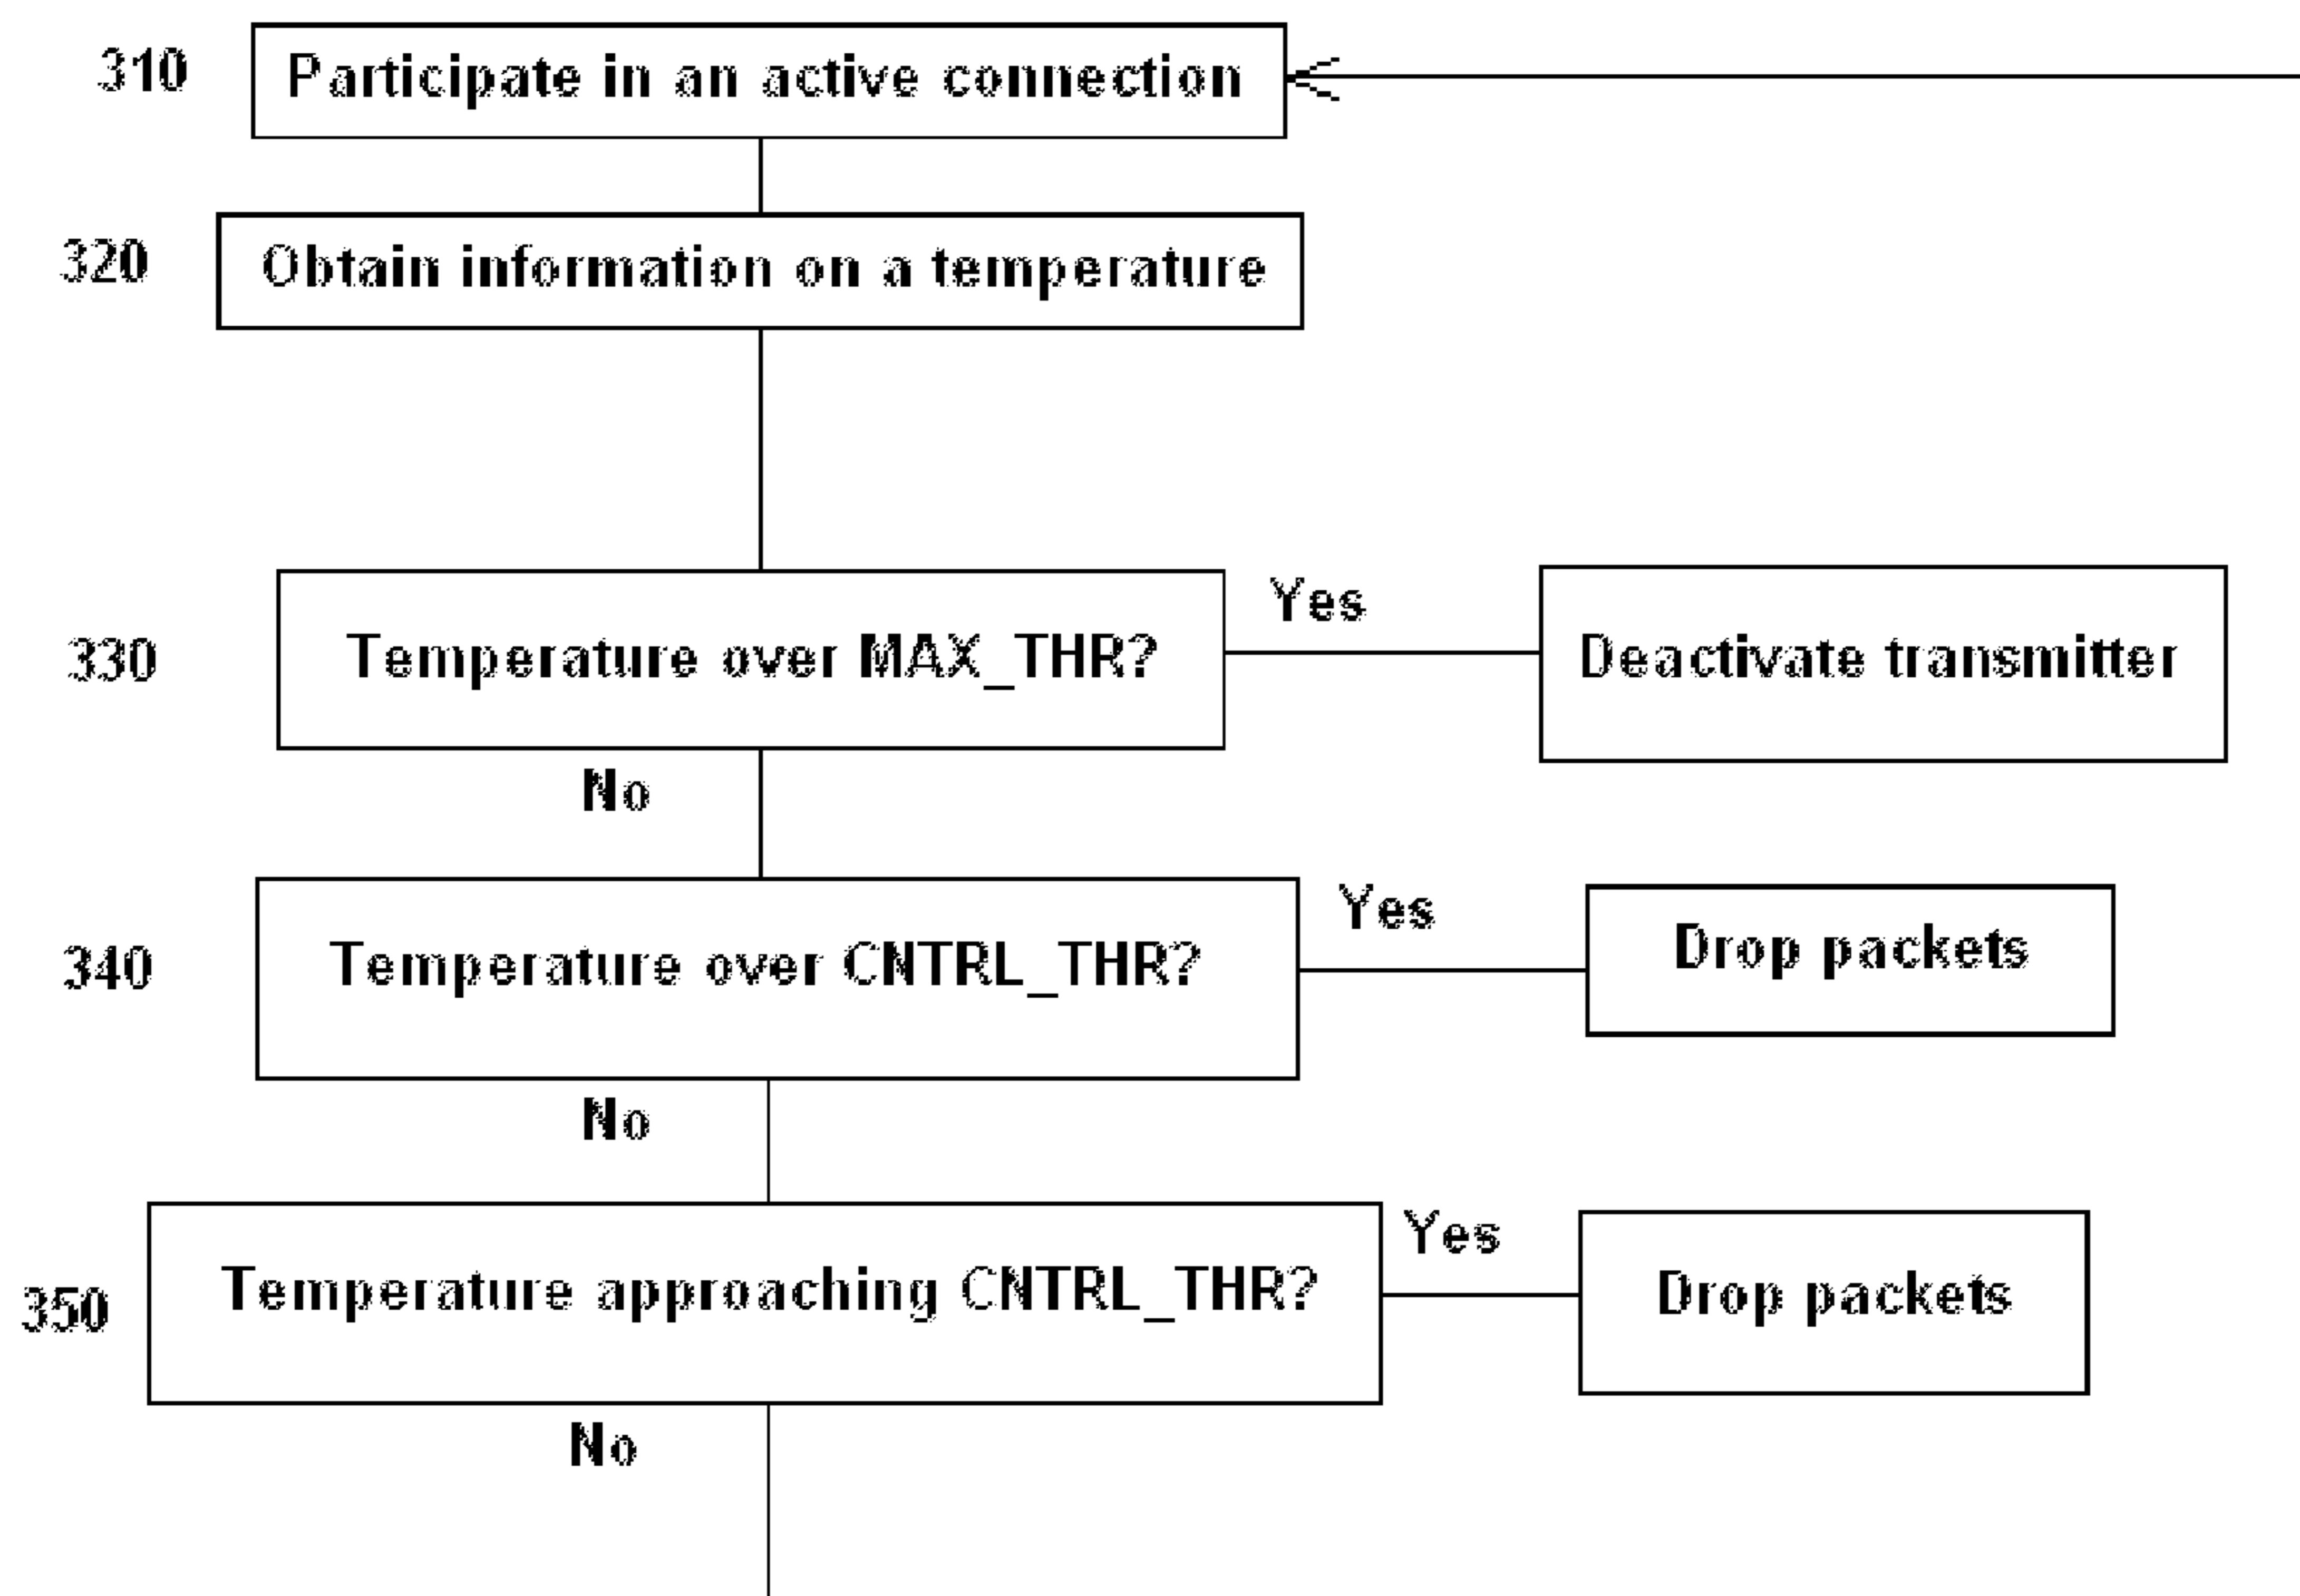 310 Participate in an active connection
320 Obtain information on a temperature
330 Temperature over MAX_THR? Yes Deactivate transmitter
No
340 Temperature over CNTRL_THR? Yes Drop packets
No
350 Temperature approaching CNTRL_THR? Yes Drop packets
No